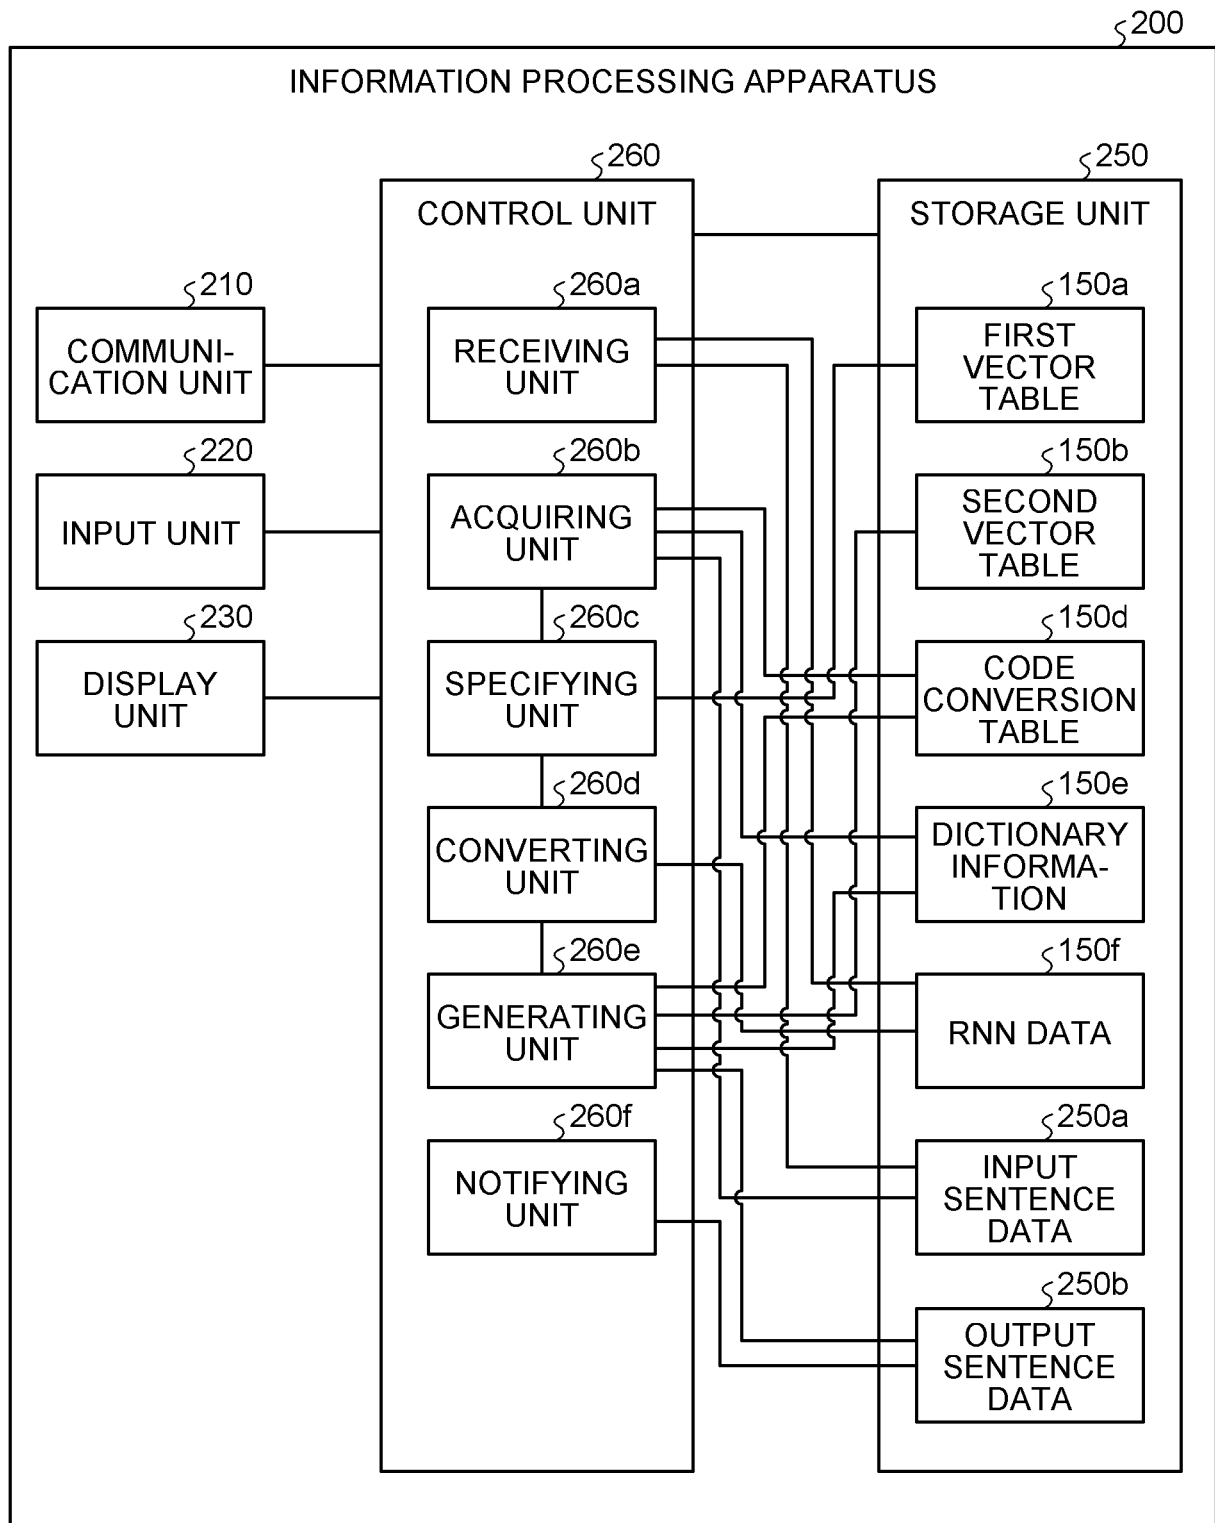 200
INFORMATION PROCESSING APPARATUS
260
CONTROL UNIT
250
STORAGE UNIT
210
COMMUNI-
CATION UNIT
220
INPUT UNIT
230
DISPLAY
UNIT
260a
RECEIVING
UNIT
260b
ACQUIRING
UNIT
260c
SPECIFYING
UNIT
260d
CONVERTING
UNIT
260e
GENERATING
UNIT
260f
NOTIFYING
UNIT
150a
FIRST
VECTOR
TABLE
150b
SECOND
VECTOR
TABLE
150d
CODE
CONVERSION
TABLE
150e
DICTIONARY
INFORMA-
TION
150f
RNN DATA
250a
INPUT
SENTENCE
DATA
250b
OUTPUT
SENTENCE
DATA